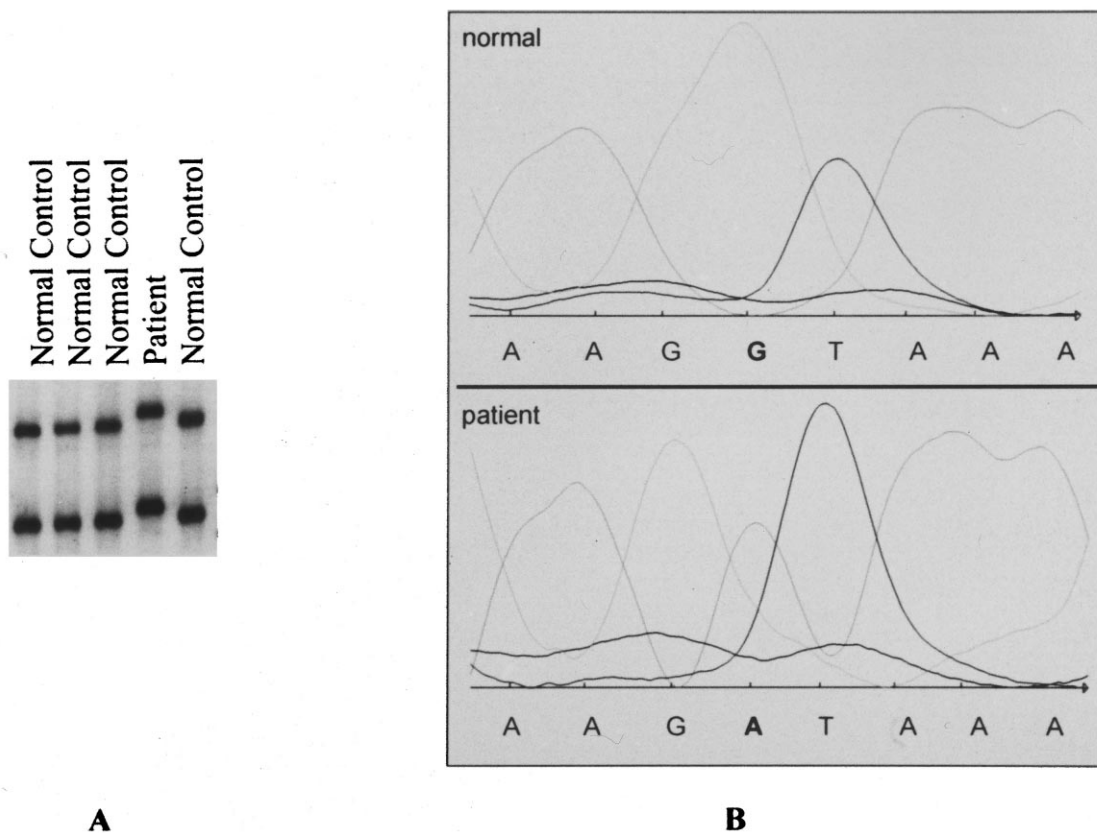 Normal Control
Normal Control
Normal Control
Patient
Normal Control
normal
A A G G T A A A
patient
A A G A T A A A
A
B